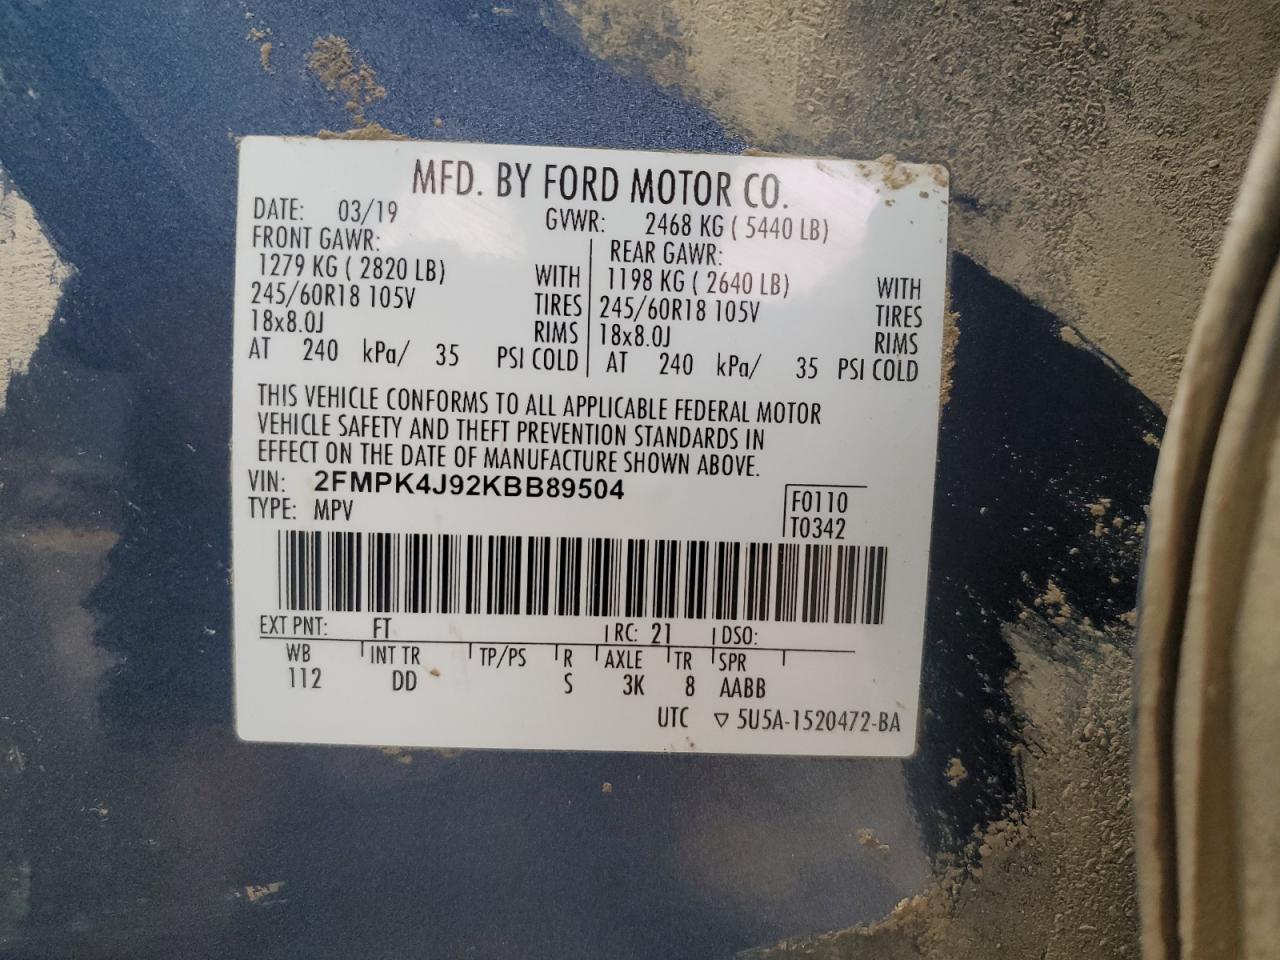 MFD. BY FORD MOTOR CO.
DATE: 03/19 GVWR: 2468 KG ( 5440 LB)
FRONT GAWR: REAR GAWR:
1279 KG ( 2820 LB) WITH 1198 KG ( 2640 LB) WITH
245/60R18 105V TIRES 245/60R18 105V TIRES
18x8.0J RIMS 18x8.0J RIMS
AT 240 kPa/ 35 PSI COLD AT 240 kPa/ 35 PSI COLD
THIS VEHICLE CONFORMS TO ALL APPLICABLE FEDERAL MOTOR
VEHICLE SAFETY AND THEFT PREVENTION STANDARDS IN
EFFECT ON THE DATE OF MANUFACTURE SHOWN ABOVE.
VIN: 2FMPK4J92KBB89504
TYPE: MPV
F0110
T0342
EXT PNT: FT RC: 21 DSO:
WB INT TR TP/PS R AXLE TR SPR
112 DD S 3K 8 AABB
UTC ▽ 5U5A-1520472-BA